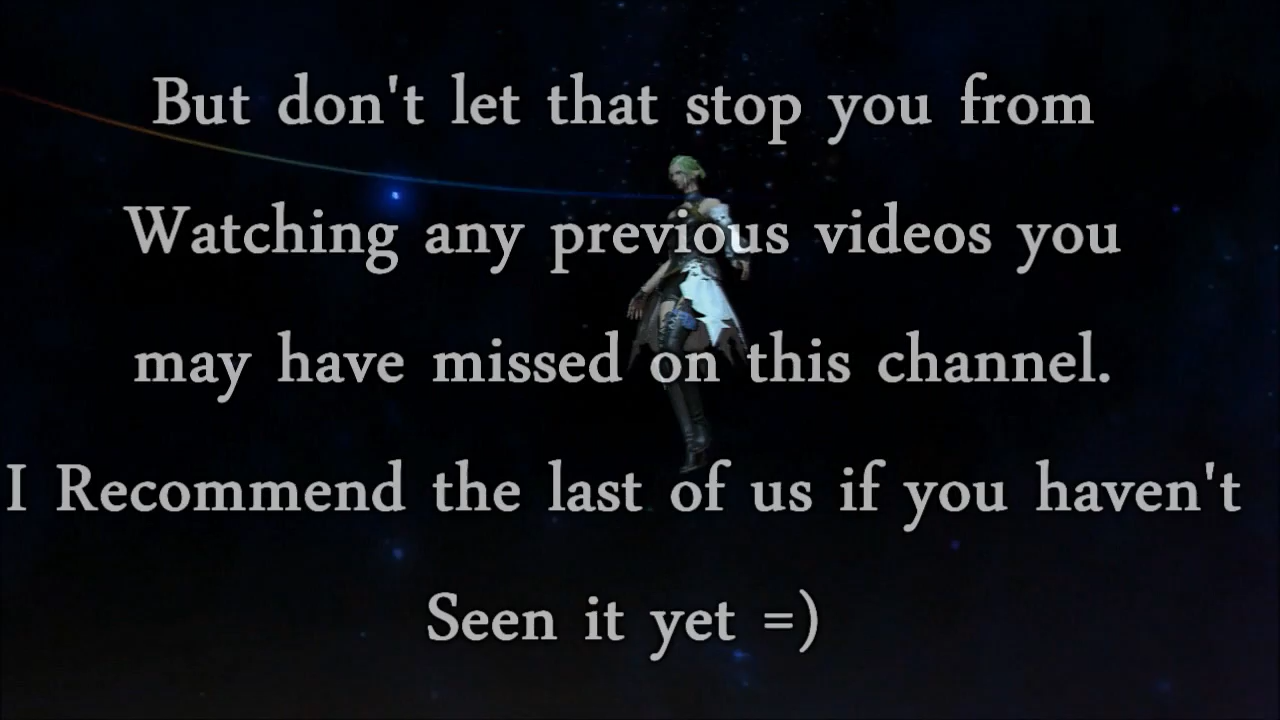 But don't let that stop you from
Watching any previous videos you
may have missed on this channel.
I Recommend the last of us if you haven't
Seen it yet =)